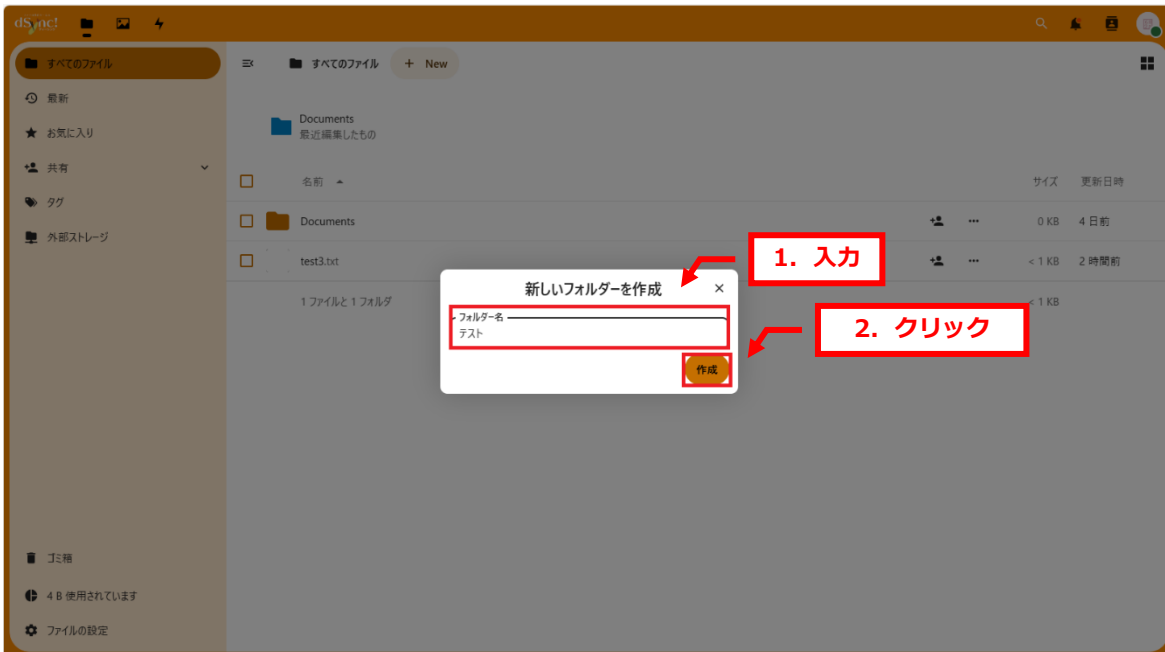 dSync!
すべてのファイル
すべてのファイル
+ New
最新
お気に入り
共有
タグ
外部ストレージ
Documents
最近編集したもの
名前
サイズ
更新日時
Documents
0 KB
4 日前
test3.txt
< 1 KB
2 時間前
1 ファイルと 1 フォルダ
< 1 KB
1. 入力
新しいフォルダーを作成
フォルダー名
テスト
2. クリック
作成
ゴミ箱
4 B 使用されています
ファイルの設定